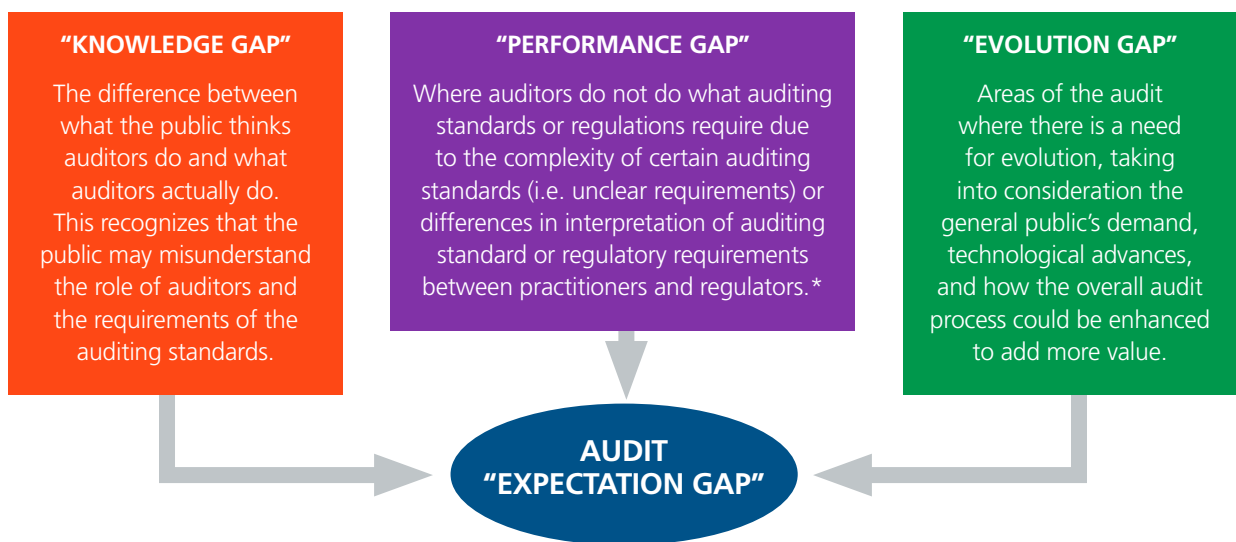 “KNOWLEDGE GAP”
The difference between
what the public thinks
auditors do and what
auditors actually do.
This recognizes that the
public may misunderstand
the role of auditors and
the requirements of the
auditing standards.
“PERFORMANCE GAP”
Where auditors do not do what auditing
standards or regulations require due
to the complexity of certain auditing
standards (i.e. unclear requirements) or
differences in interpretation of auditing
standard or regulatory requirements
between practitioners and regulators.*
“EVOLUTION GAP”
Areas of the audit
where there is a need
for evolution, taking
into consideration the
general public’s demand,
technological advances,
and how the overall audit
process could be enhanced
to add more value.
AUDIT
“EXPECTATION GAP”